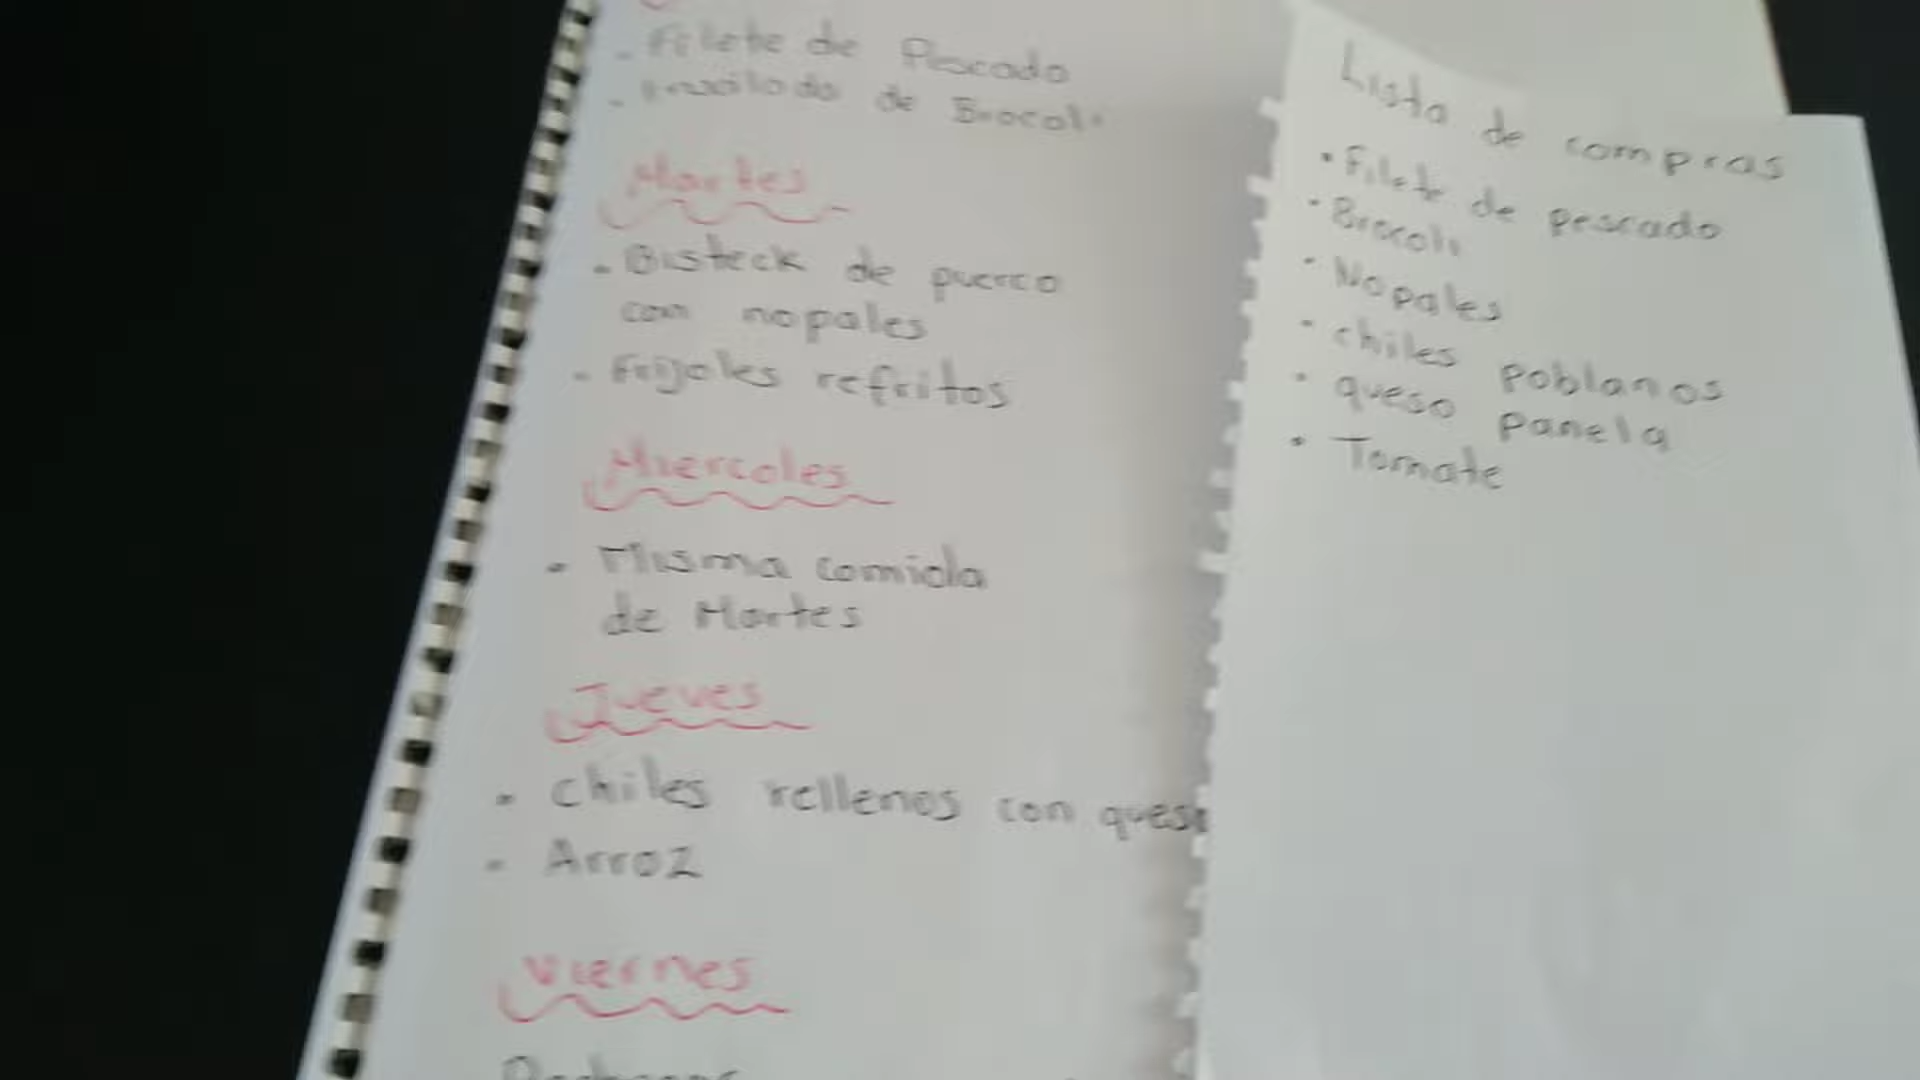 - Filete de Pescado
- Ensalada de Brocoli
Martes
- Bisteck de puerco
con nopales
- Frijoles refritos
Miercoles
- Misma comida
de Martes
Jueves
- chiles rellenos con queso
- Arroz
Viernes
Lista de compras
• Filete de pescado
• Brocoli
• Nopales
• chiles poblanos
• queso panela
• Tomate